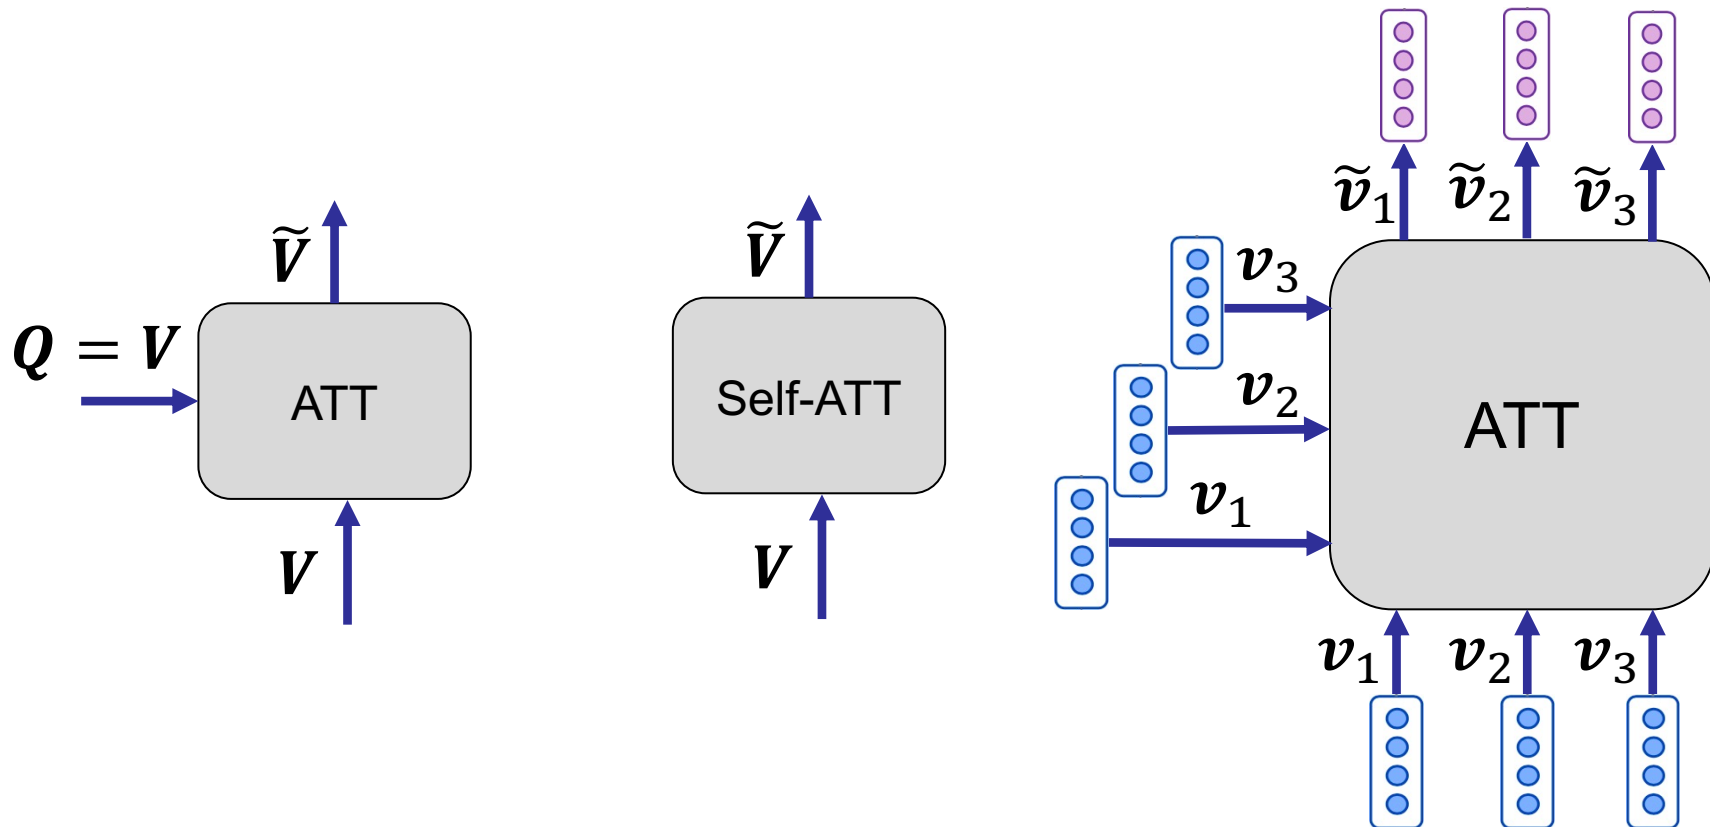 Ṽ
Q = V
ATT
V
Ṽ
Self-ATT
V
ṽ₁ ṽ₂ ṽ₃
v₃
v₂
v₁
ATT
v₁ v₂ v₃